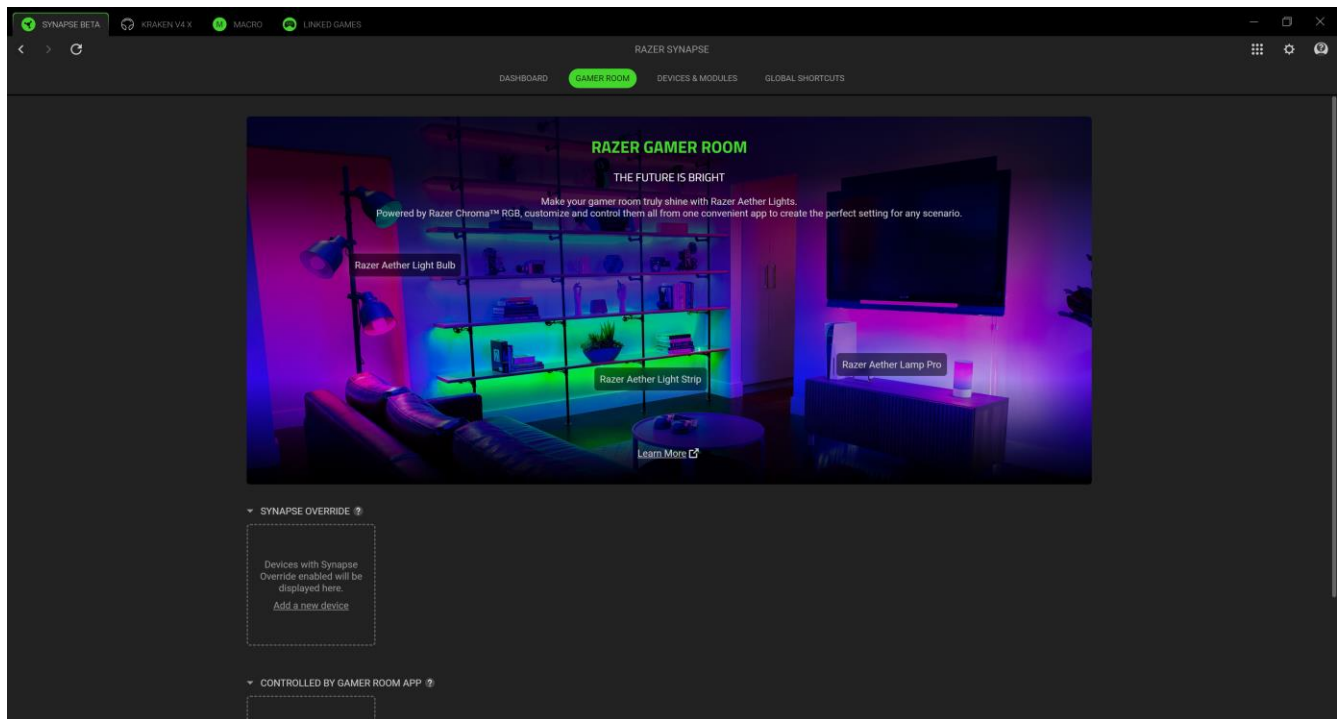 SYNAPSE BETA
KRAKEN V4 X
M
MACRO
LINKED GAMES
RAZER SYNAPSE
DASHBOARD
GAMER ROOM
DEVICES & MODULES
GLOBAL SHORTCUTS
RAZER GAMER ROOM
THE FUTURE IS BRIGHT
Make your gamer room truly shine with Razer Aether Lights.
Powered by Razer Chroma™ RGB, customize and control them all from one convenient app to create the perfect setting for any scenario.
Razer Aether Light Bulb
Razer Aether Lamp Pro
Razer Aether Light Strip
Learn More
SYNAPSE OVERRIDE ?
Devices with Synapse
Override enabled will be
displayed here.
Add a new device
CONTROLLED BY GAMER ROOM APP ?